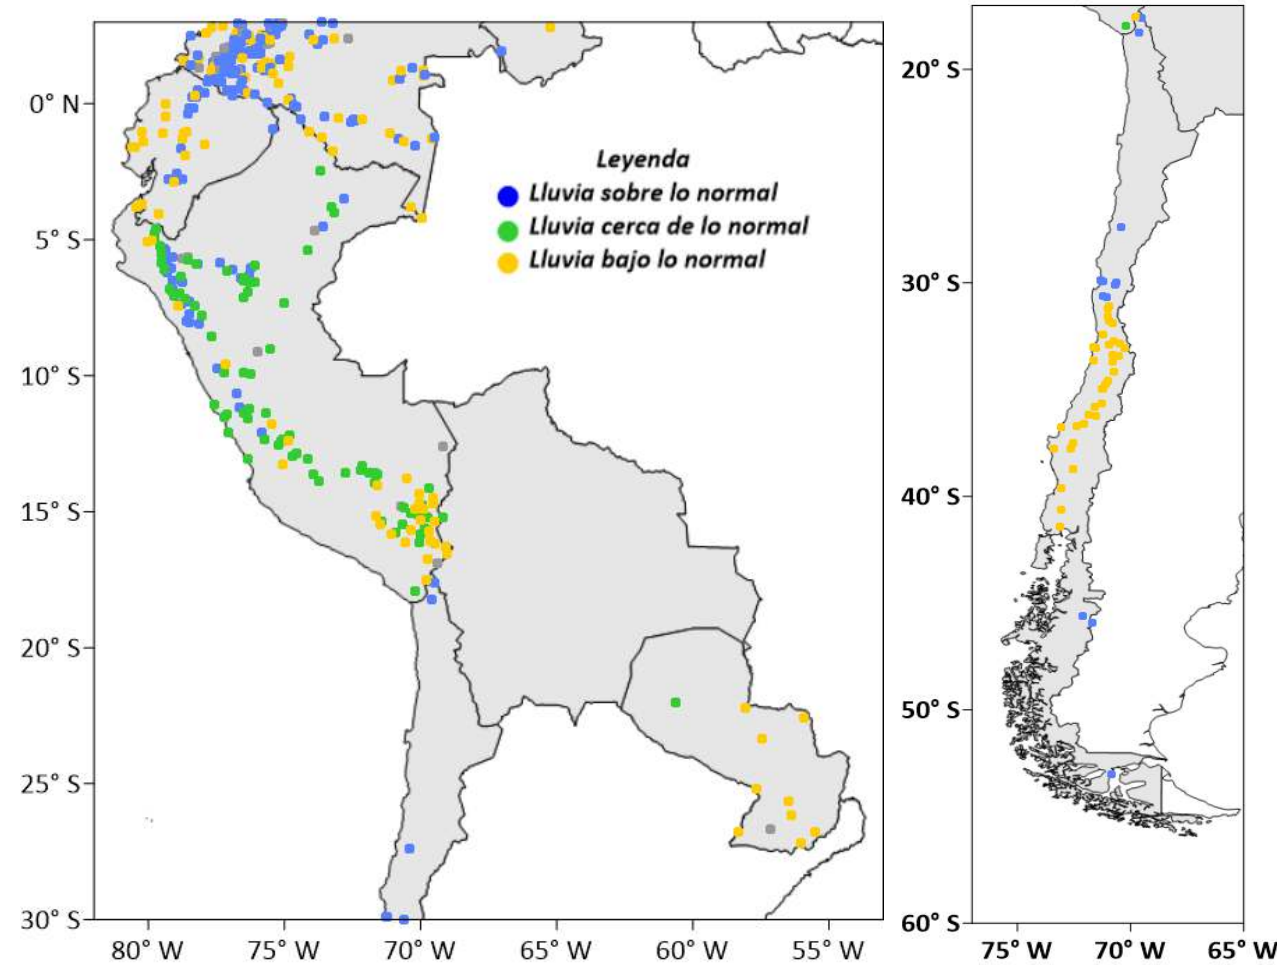 Leyenda
Lluvia sobre lo normal
Lluvia cerca de lo normal
Lluvia bajo lo normal
0° N
5° S
10° S
15° S
20° S
25° S
30° S
80° W
75° W
70° W
65° W
60° W
55° W
20° S
30° S
40° S
50° S
60° S
75° W
70° W
65° W